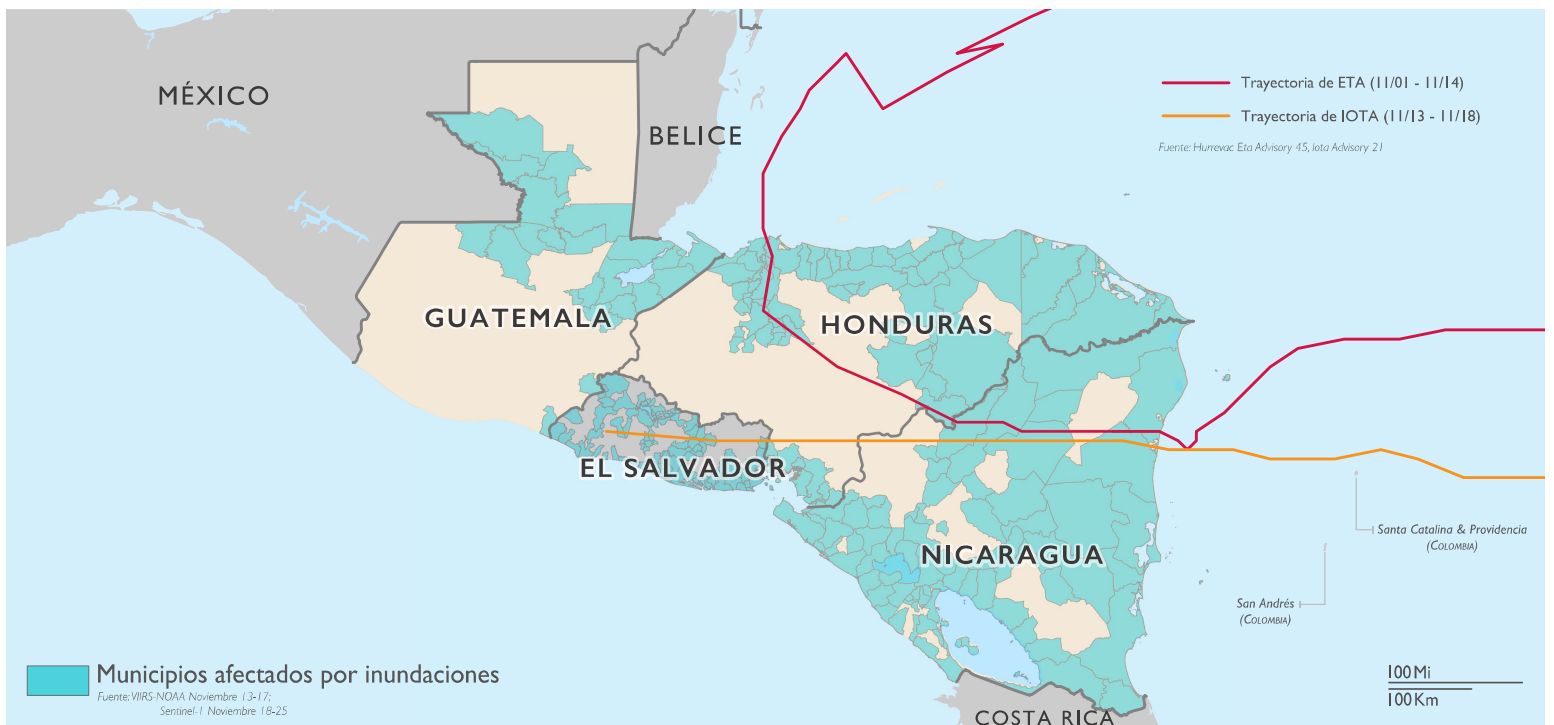 MÉXICO
BELICE
Trayectoria de ETA (11/01 - 11/14)
Trayectoria de IOTA (11/13 - 11/18)
Fuente: Hurrevac Eta Advisory 45, Iota Advisory 21
GUATEMALA
HONDURAS
EL SALVADOR
NICARAGUA
Santa Catalina & Providencia
(COLOMBIA)
San Andrés
(COLOMBIA)
Municipios afectados por inundaciones
Fuente: VIIRS-NOAA Noviembre 13-17;
Sentinel-1 Noviembre 18-25
100 Mi
100 Km
COSTA RICA